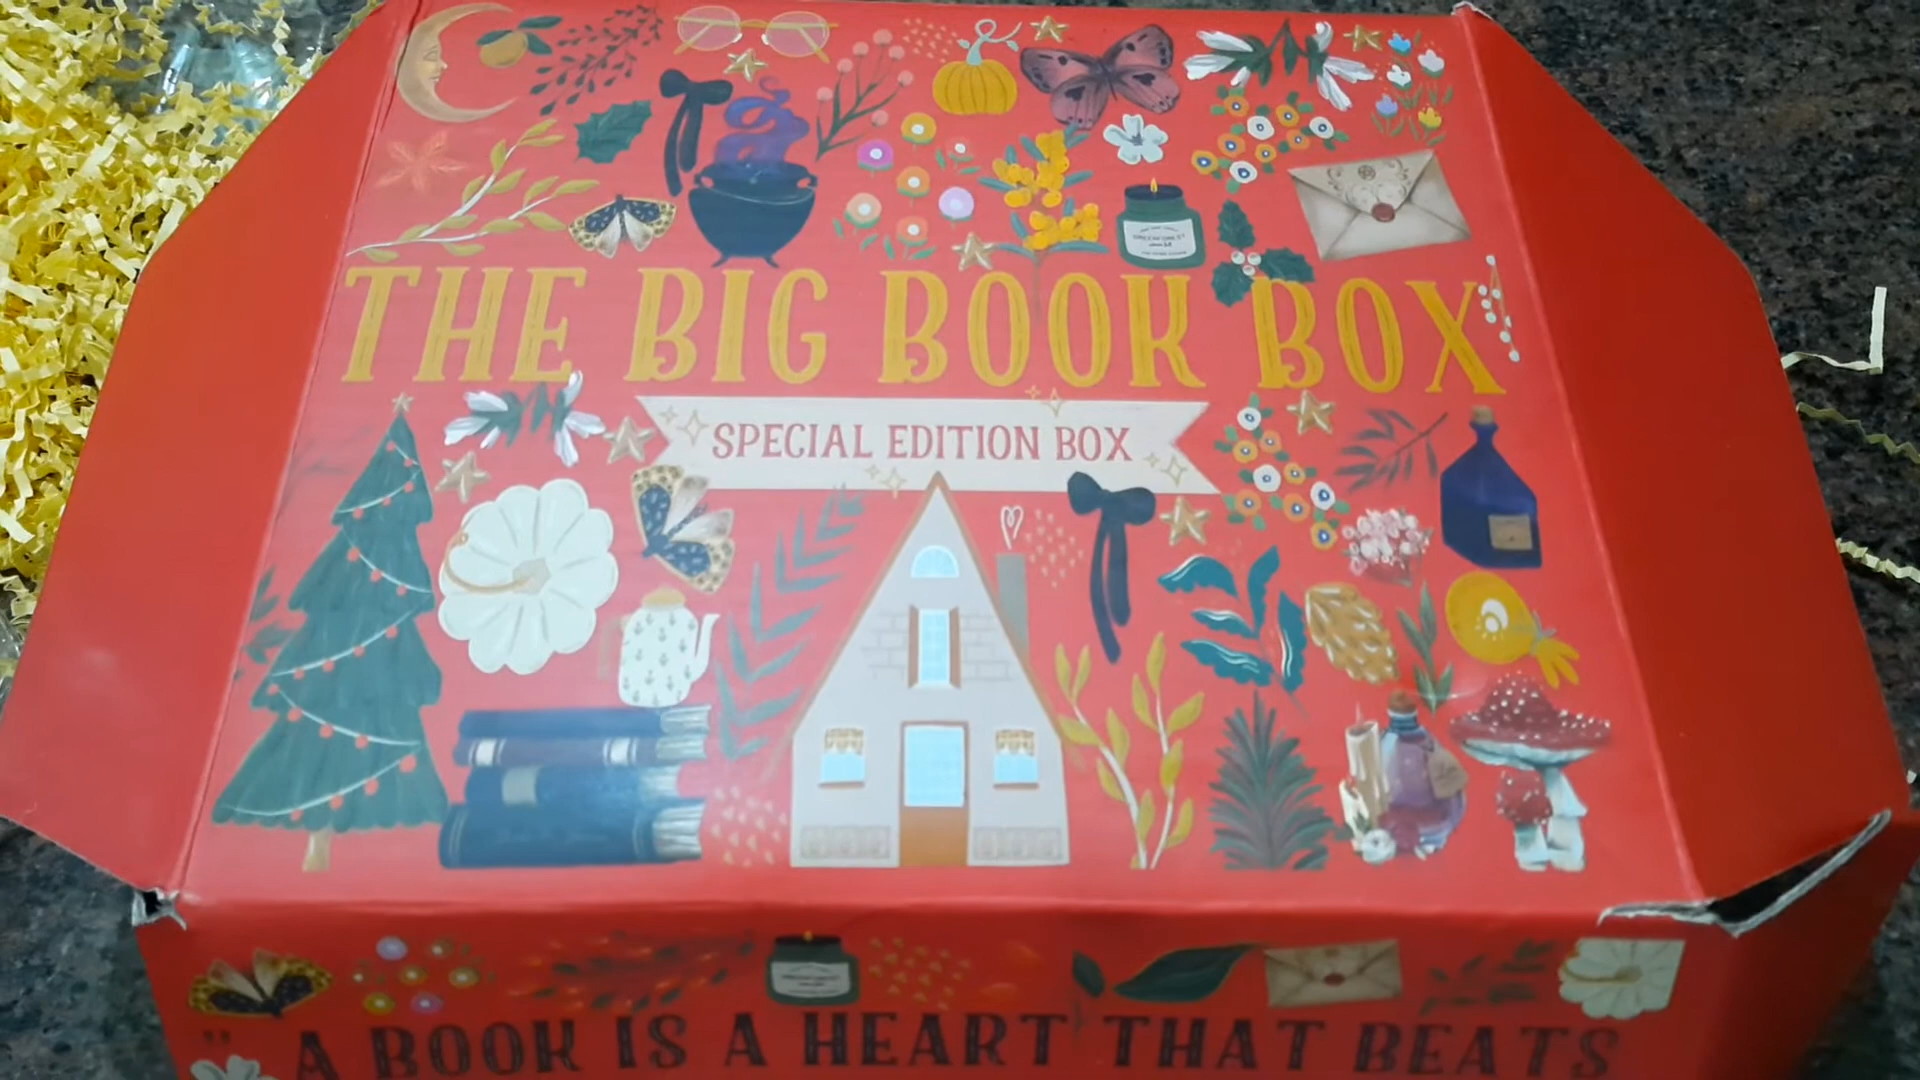 THE BIG BOOK BOX
SPECIAL EDITION BOX
"A BOOK IS A HEART THAT BEATS